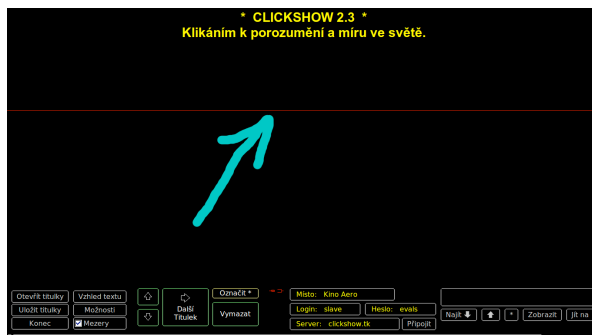 * CLICKSHOW 2.3 *
Klikáním k porozumění a míru ve světě.
Otevřít titulky
Vzhled textu
Uložit titulky
Možnosti
Konec
Mezery
Další
Titulek
Označit *
Vymazat
Místo: Kino Aero
Login: slave
Heslo: evals
Server: clickshow.tk
Připojit
Najít
*
Zobrazit
Jít na